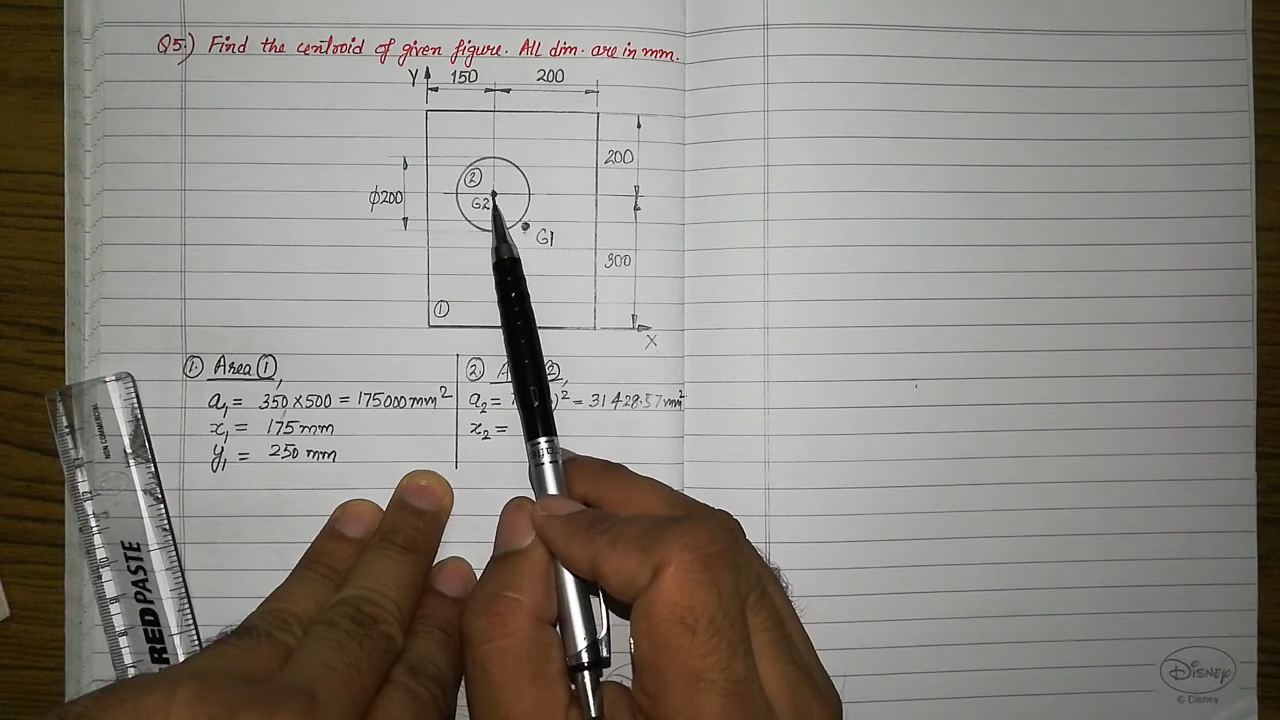 Q5.) Find the centroid of given figure. All dim. are in mm.
Y 150 200
200
②
ϕ200
G2
G1
300
①
X
① Area ①,
a₁ = 350 × 500 = 175000 mm²
x₁ = 175 mm
y₁ = 250 mm
②
a₂ = )² = 31428.57 mm²
x₂ =
NON COMMERCIAL
RED PASTE
Disney
© Disney